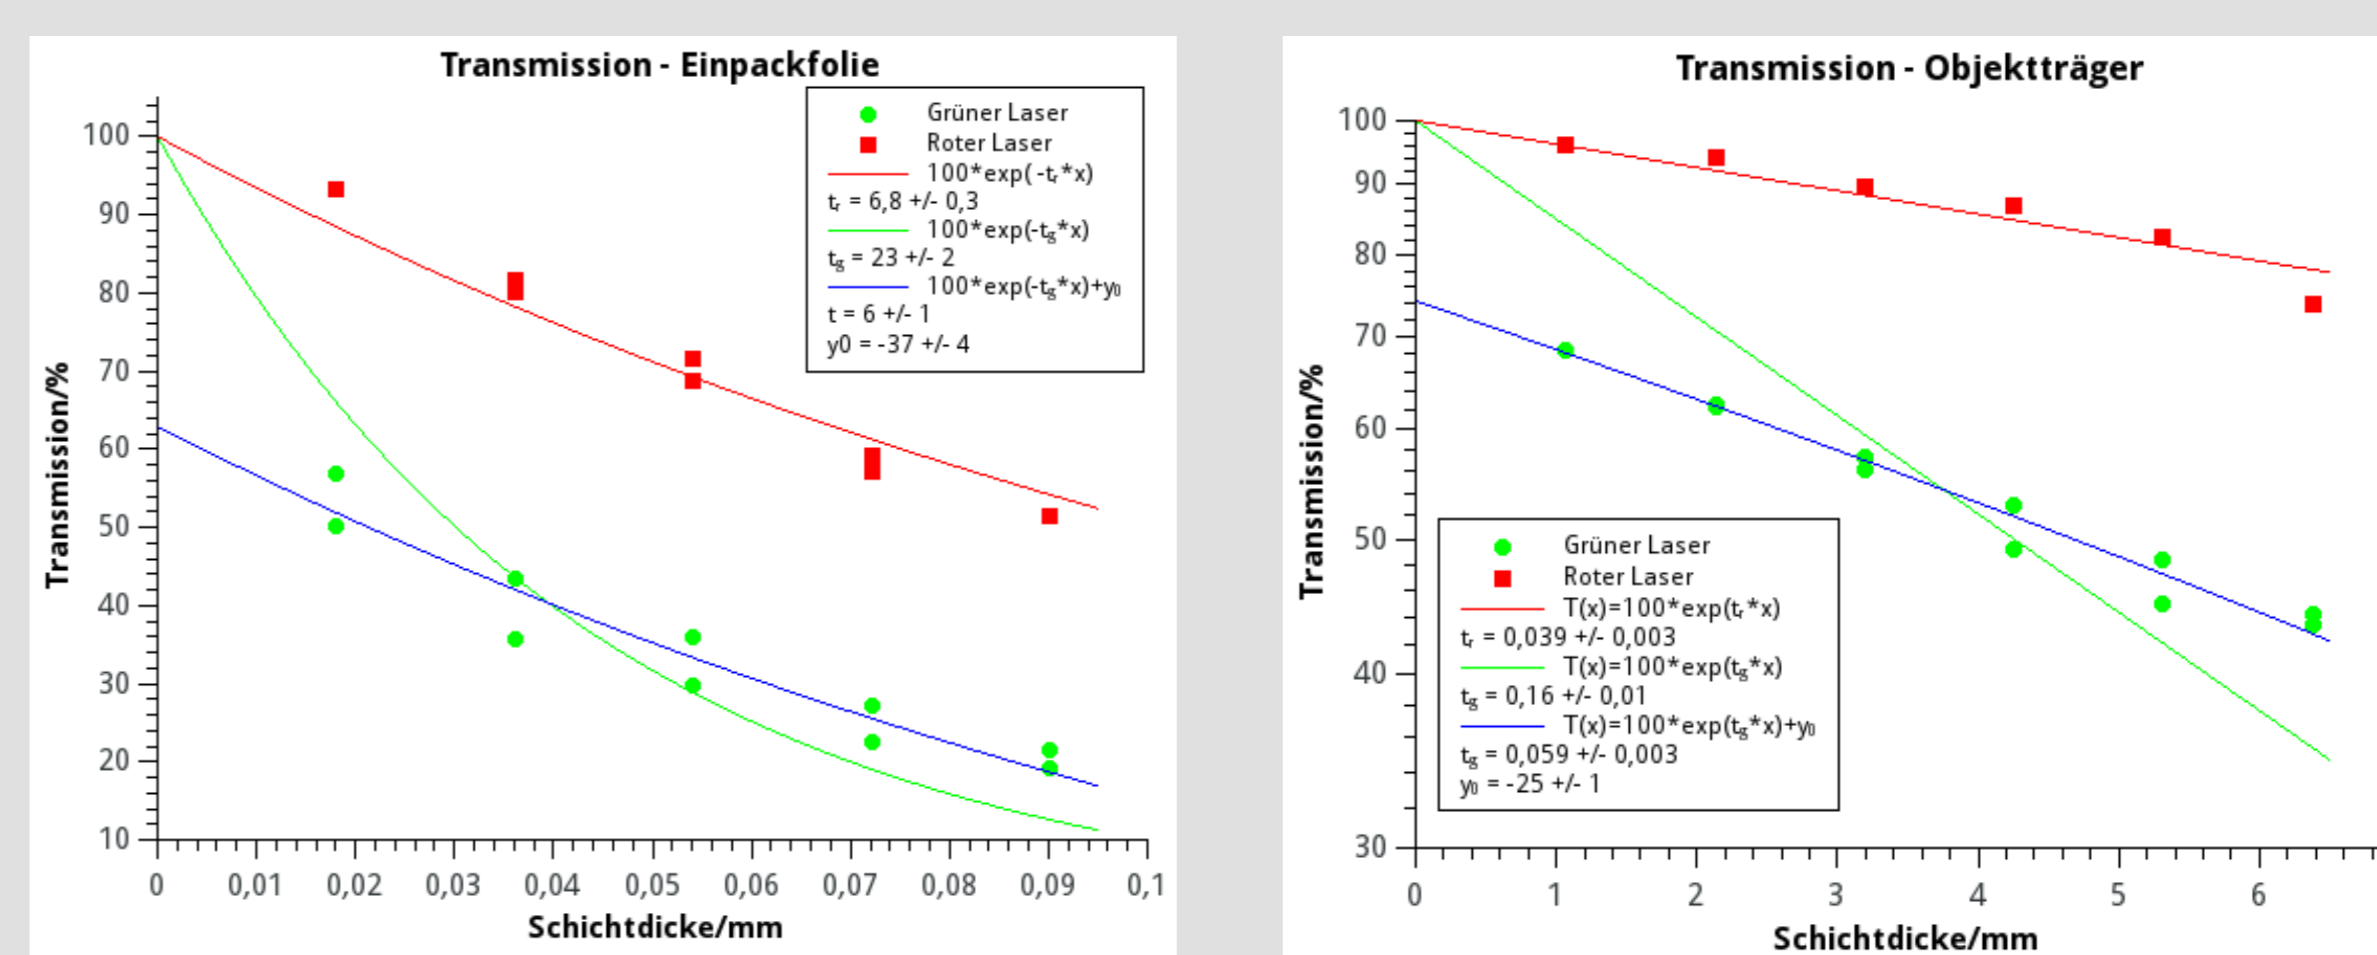 Transmission - Einpackfolie
Grüner Laser
Roter Laser
100*exp( -tᵣ*x)
tᵣ = 6,8 +/- 0,3
100*exp(-t_g*x)
t_g = 23 +/- 2
100*exp(-t_g*x)+y₀
t = 6 +/- 1
y0 = -37 +/- 4
100
90
80
70
60
50
40
30
20
10
Transmission/%
0 0,01 0,02 0,03 0,04 0,05 0,06 0,07 0,08 0,09 0,1
Schichtdicke/mm
Transmission - Objektträger
100
90
80
70
60
50
40
30
Transmission/%
Grüner Laser
Roter Laser
T(x)=100*exp(tᵣ*x)
tᵣ = 0,039 +/- 0,003
T(x)=100*exp(t_g*x)
t_g = 0,16 +/- 0,01
T(x)=100*exp(t_g*x)+y₀
t_g = 0,059 +/- 0,003
y₀ = -25 +/- 1
0 1 2 3 4 5 6
Schichtdicke/mm